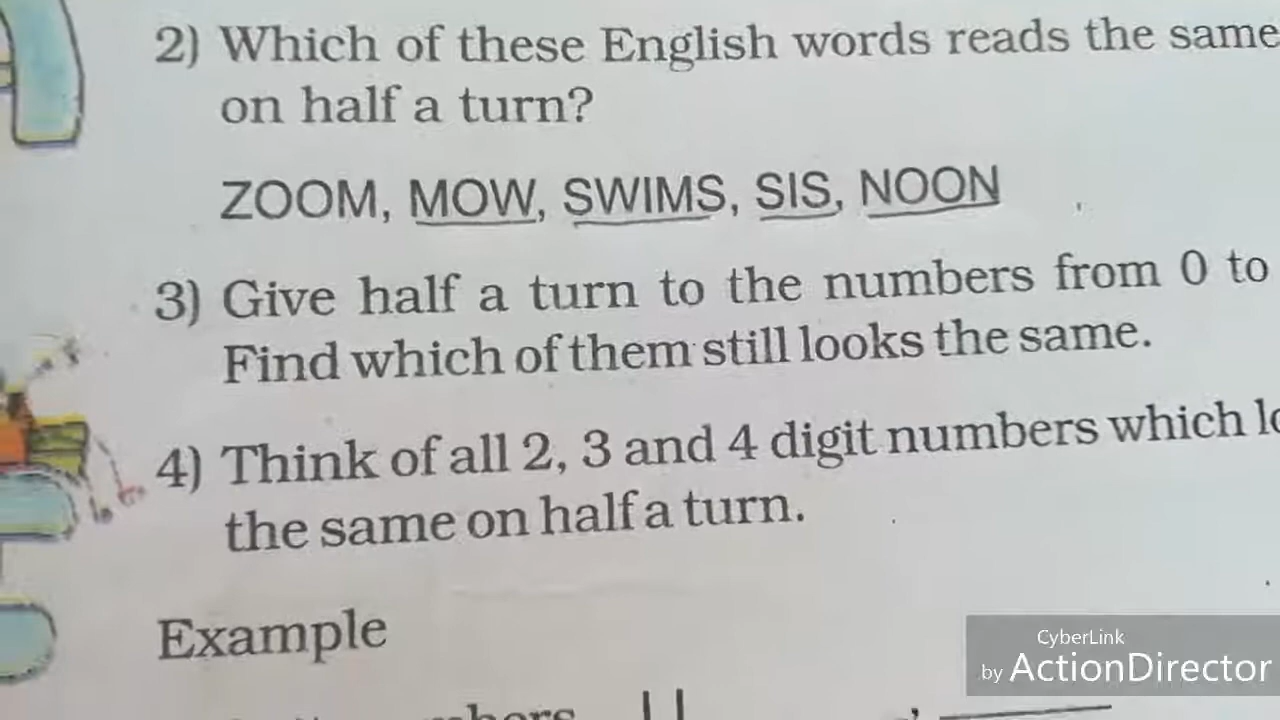 2) Which of these English words reads the same
on half a turn?
ZOOM, MOW, SWIMS, SIS, NOON
3) Give half a turn to the numbers from 0 to
Find which of them still looks the same.
4) Think of all 2, 3 and 4 digit numbers which
the same on half a turn.
Example
CyberLink
by ActionDirector